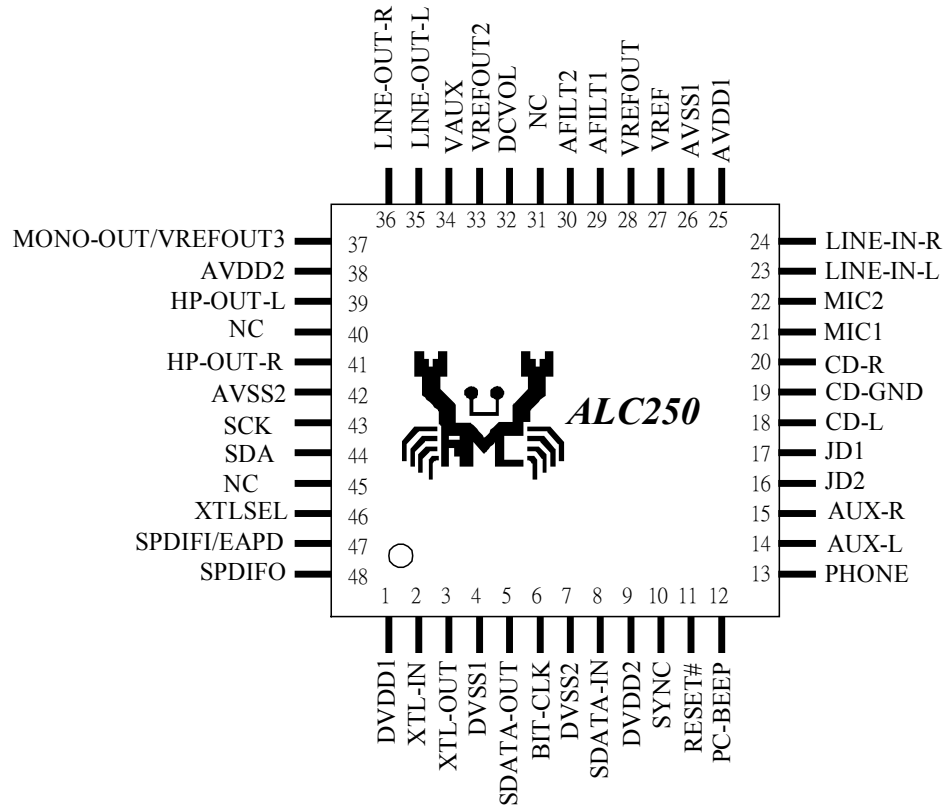 LINE-OUT-R
LINE-OUT-L
VAUX
VREFOUT2
DCVOL
NC
AFILT2
AFILT1
VREFOUT
VREF
AVSS1
AVDD1
36 35 34 33 32 31 30 29 28 27 26 25
MONO-OUT/VREFOUT3 37
AVDD2 38
HP-OUT-L 39
NC 40
HP-OUT-R 41
AVSS2 42
SCK 43
SDA 44
NC 45
XTLSEL 46
SPDIFI/EAPD 47
SPDIFO 48
ALC250
24 LINE-IN-R
23 LINE-IN-L
22 MIC2
21 MIC1
20 CD-R
19 CD-GND
18 CD-L
17 JD1
16 JD2
15 AUX-R
14 AUX-L
13 PHONE
1 2 3 4 5 6 7 8 9 10 11 12
DVDD1
XTL-IN
XTL-OUT
DVSS1
SDATA-OUT
BIT-CLK
DVSS2
SDATA-IN
DVDD2
SYNC
RESET#
PC-BEEP